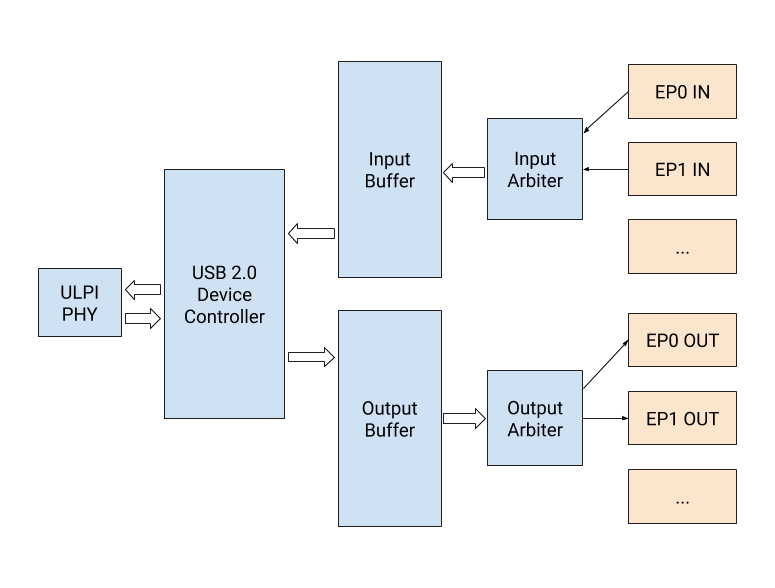 EP0 IN
Input
Buffer
Input
Arbiter
EP1 IN
...
USB 2.0
Device
Controller
ULPI
PHY
EP0 OUT
Output
Buffer
Output
Arbiter
EP1 OUT
...